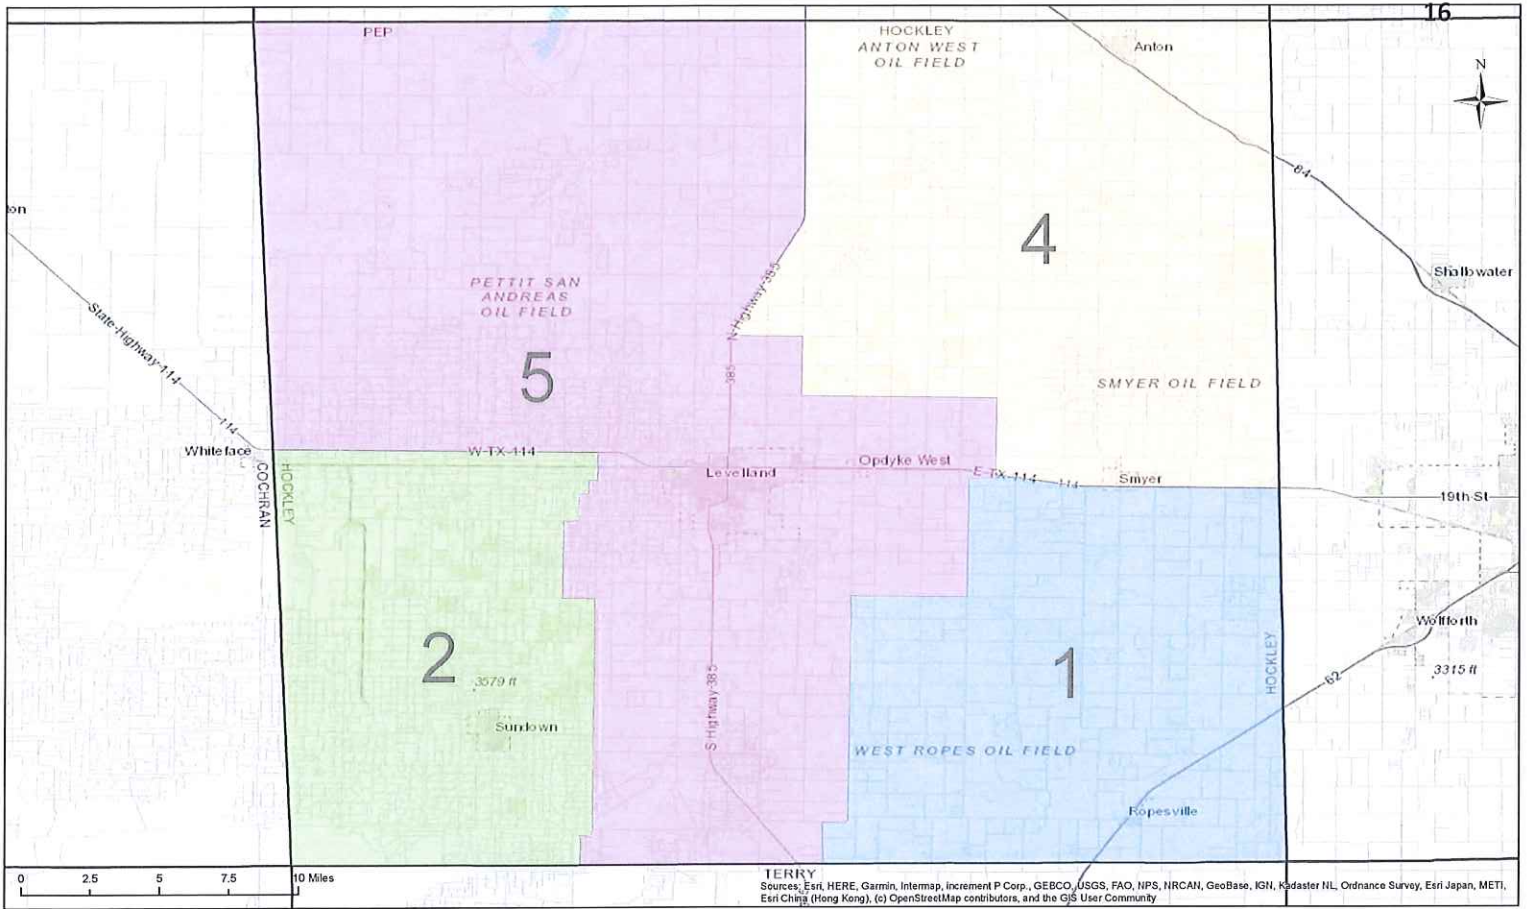 16
PEP
HOCKLEY
ANTON WEST
OIL FIELD
Anton
N
84
on
4
Shallowater
PETTIT SAN
ANDREAS
OIL FIELD
N-Highway-385
State-Highway-114
385
5
SMYER OIL FIELD
114
Whiteface
W-TX-114
Levelland
Opdyke West
E-TX-114
114
Smyer
COCHRAN
HOCKLEY
19th-St
2
3579 ft
Sundown
S Highway-385
1
HOCKLEY
Wolfforth
3315 ft
62
WEST ROPES OIL FIELD
Ropesville
TERRY
0 2.5 5 7.5 10 Miles
Sources: Esri, HERE, Garmin, Intermap, increment P Corp., GEBCO, USGS, FAO, NPS, NRCAN, GeoBase, IGN, Kadaster NL, Ordnance Survey, Esri Japan, METI,
Esri China (Hong Kong), (c) OpenStreetMap contributors, and the GIS User Community